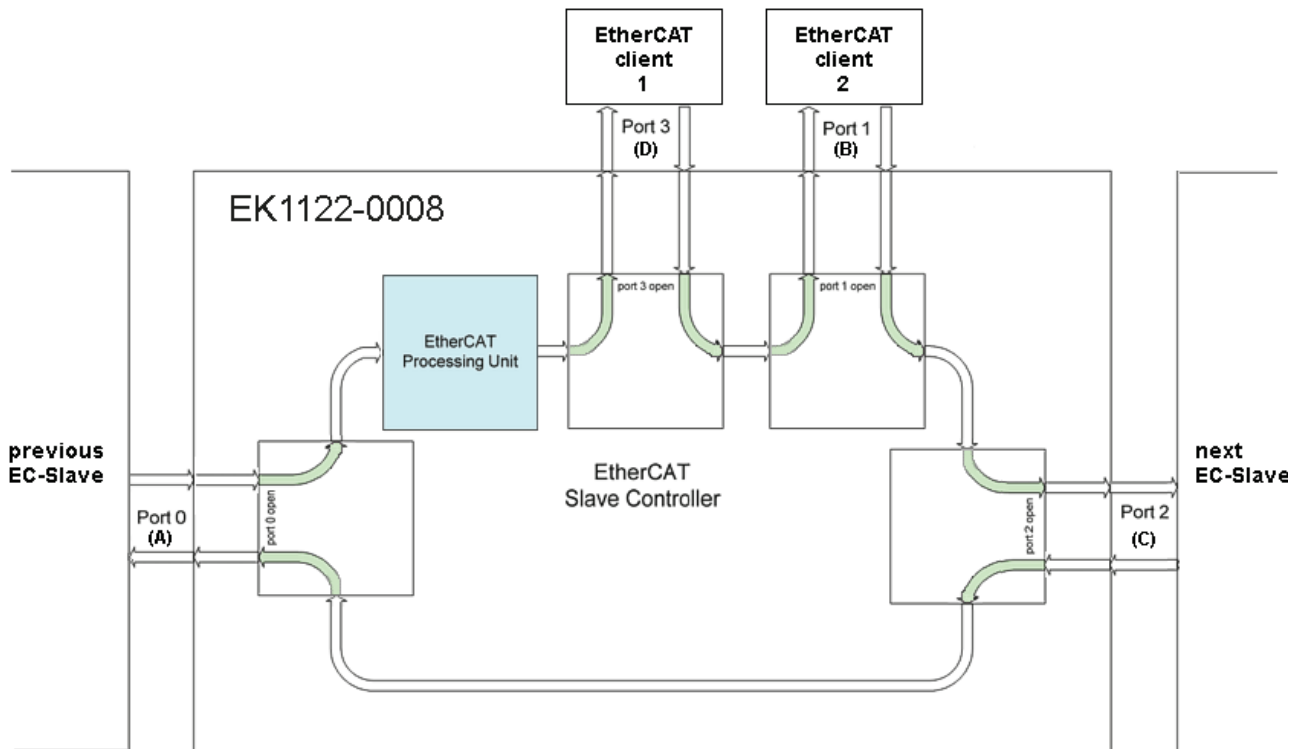 EtherCAT
client
1
EtherCAT
client
2
Port 3
(D)
Port 1
(B)
EK1122-0008
port 3 open
port 1 open
EtherCAT
Processing Unit
previous
EC-Slave
EtherCAT
Slave Controller
next
EC-Slave
Port 0
(A)
port 0 open
port 2 open
Port 2
(C)